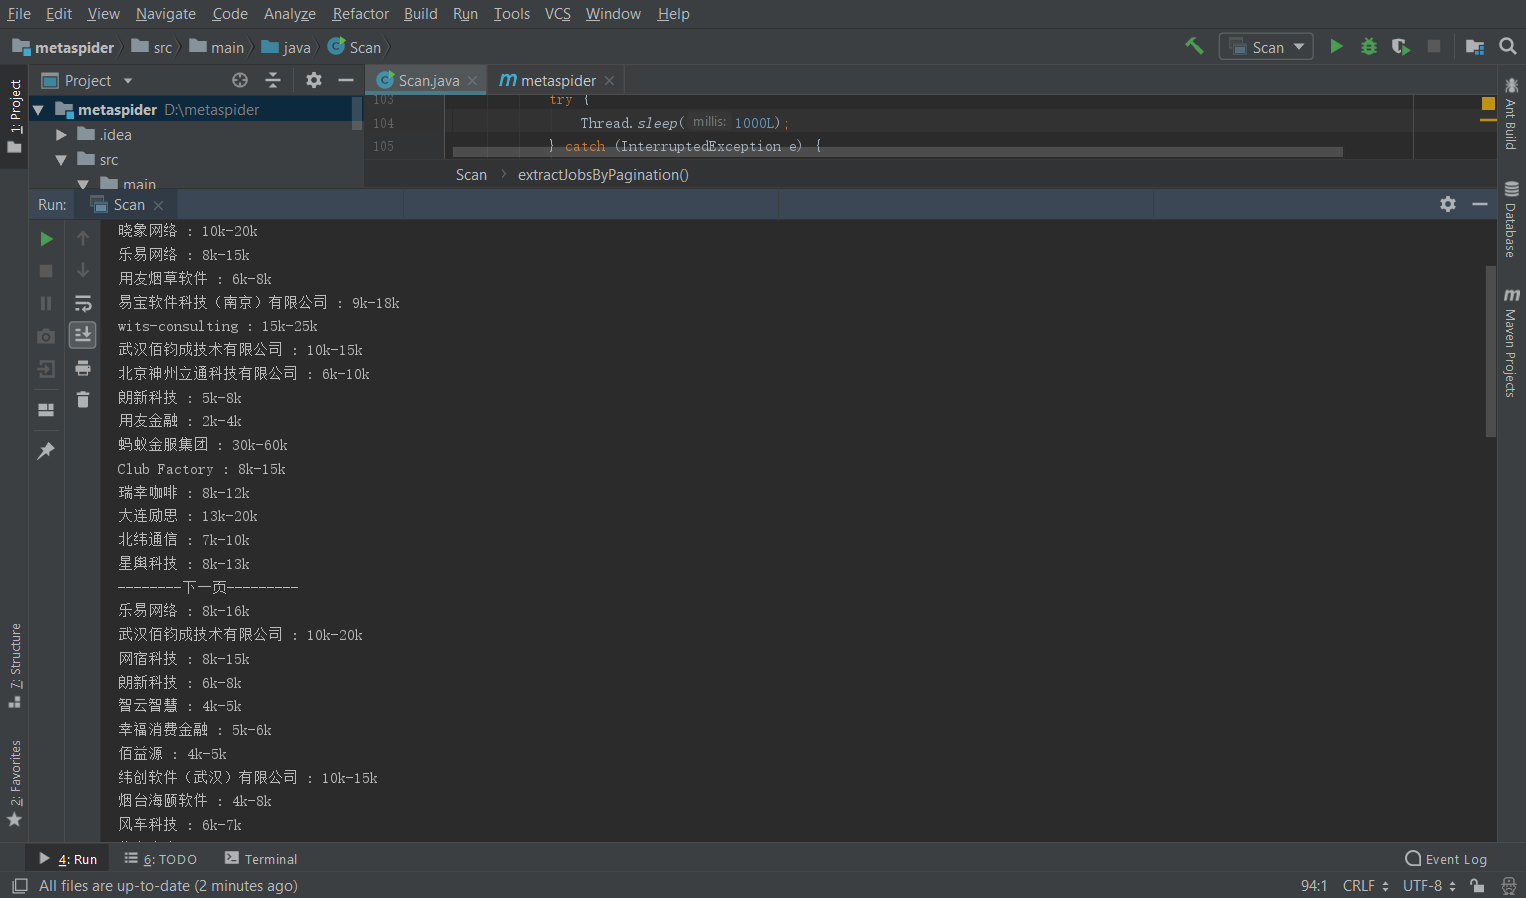 File Edit View Navigate Code Analyze Refactor Build Run Tools VCS Window Help
metaspider src main java Scan
Scan
1: Project
Project
Scan.java
metaspider
metaspider D:\metaspider
.idea
src
main
103 try {
104 Thread.sleep( millis: 1000L);
105 } catch (InterruptedException e) {
Scan extractJobsByPagination()
Ant Build
Database
Maven Projects
Run: Scan
晓象网络 : 10k-20k
乐易网络 : 8k-15k
用友烟草软件 : 6k-8k
易宝软件科技（南京）有限公司 : 9k-18k
wits-consulting : 15k-25k
武汉佰钧成技术有限公司 : 10k-15k
北京神州立通科技有限公司 : 6k-10k
朗新科技 : 5k-8k
用友金融 : 2k-4k
蚂蚁金服集团 : 30k-60k
Club Factory : 8k-15k
瑞幸咖啡 : 8k-12k
大连励思 : 13k-20k
北纬通信 : 7k-10k
星舆科技 : 8k-13k
--------下一页---------
乐易网络 : 8k-16k
武汉佰钧成技术有限公司 : 10k-20k
网宿科技 : 8k-15k
朗新科技 : 6k-8k
智云智慧 : 4k-5k
幸福消费金融 : 5k-6k
佰益源 : 4k-5k
纬创软件（武汉）有限公司 : 10k-15k
烟台海颐软件 : 4k-8k
风车科技 : 6k-7k
7: Structure
2: Favorites
4: Run 6: TODO Terminal Event Log
All files are up-to-date (2 minutes ago) 94:1 CRLF UTF-8